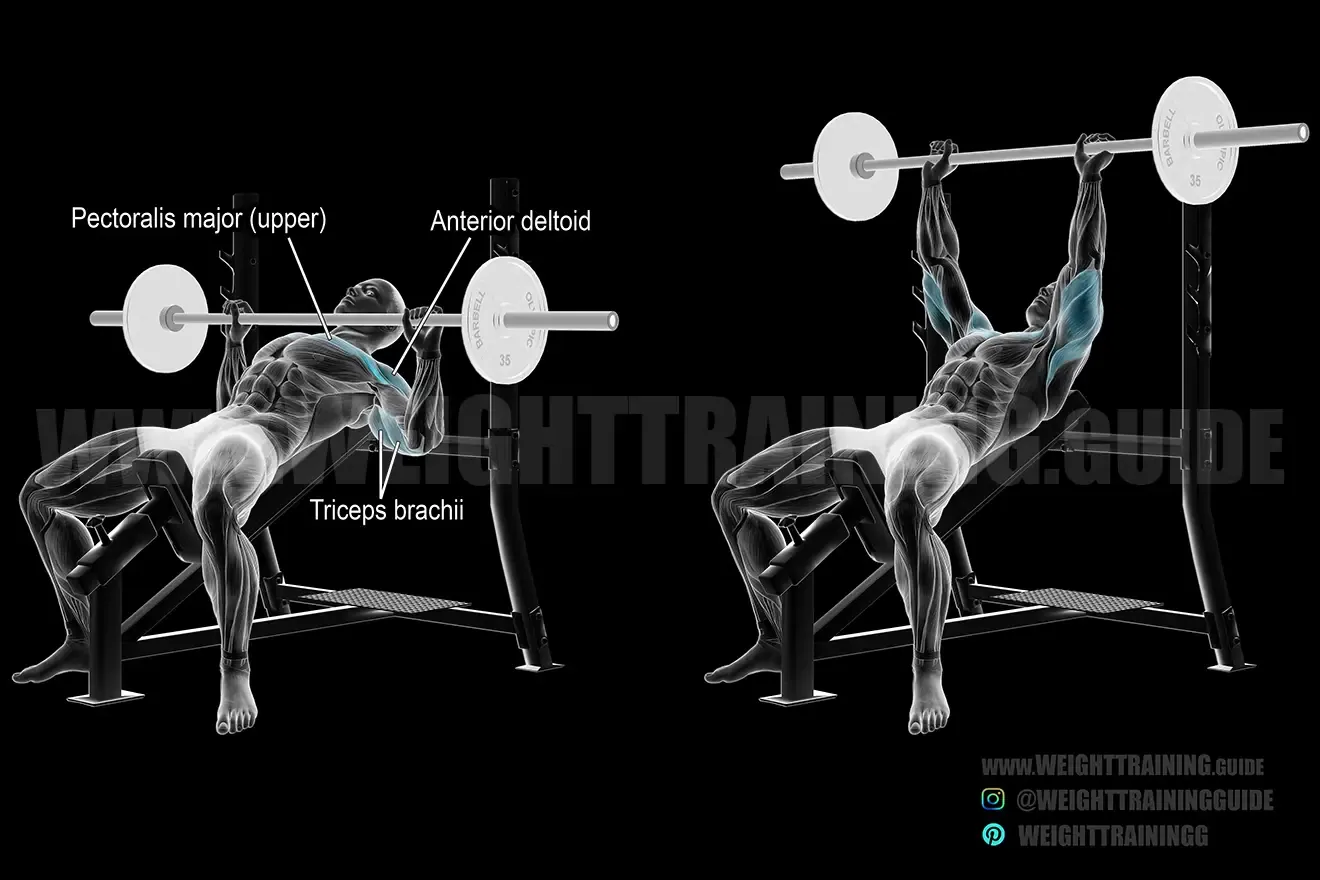 Pectoralis major (upper)
Anterior deltoid
BARBELL
OLYMPIC
35
BARBELL
OLYMPIC
35
Triceps brachii
WWW.WEIGHTTRAINING.GUIDE
WWW.WEIGHTTRAINING.GUIDE
@WEIGHTTRAININGGUIDE
WEIGHTTRAININGG